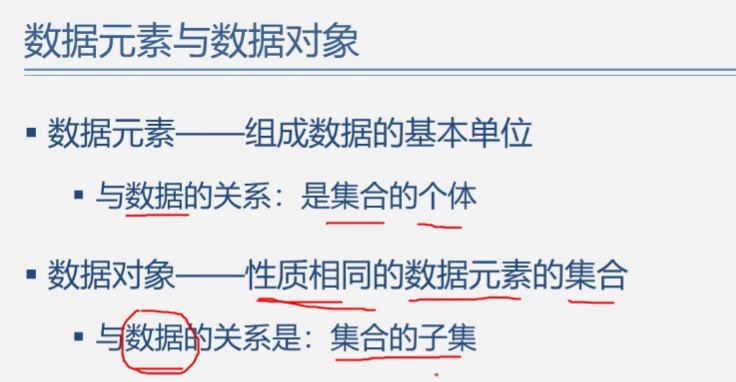 数据元素与数据对象
▪ 数据元素——组成数据的基本单位
▪ 与数据的关系：是集合的个体
▪ 数据对象——性质相同的数据元素的集合
▪ 与数据的关系是：集合的子集